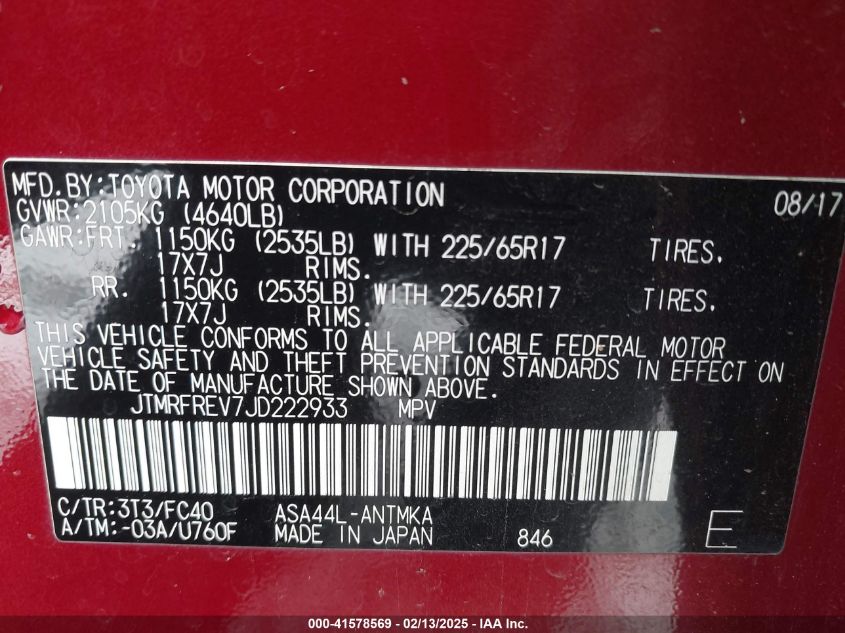 MFD.BY:TOYOTA MOTOR CORPORATION 08/17
GVWR:2105KG (4640LB)
GAWR:FRT. 1150KG (2535LB) WITH 225/65R17 TIRES.
17X7J RIMS.
RR. 1150KG (2535LB) WITH 225/65R17 TIRES.
17X7J RIMS.
THIS VEHICLE CONFORMS TO ALL APPLICABLE FEDERAL MOTOR
VEHICLE SAFETY AND THEFT PREVENTION STANDARDS IN EFFECT ON
THE DATE OF MANUFACTURE SHOWN ABOVE.
JTMRFREV7JD222933 MPV
C/TR:3T3/FC40 ASA44L-ANTMKA
A/TM:-03A/U760F MADE IN JAPAN 846 E
000-41578569 - 02/13/2025 - IAA Inc.